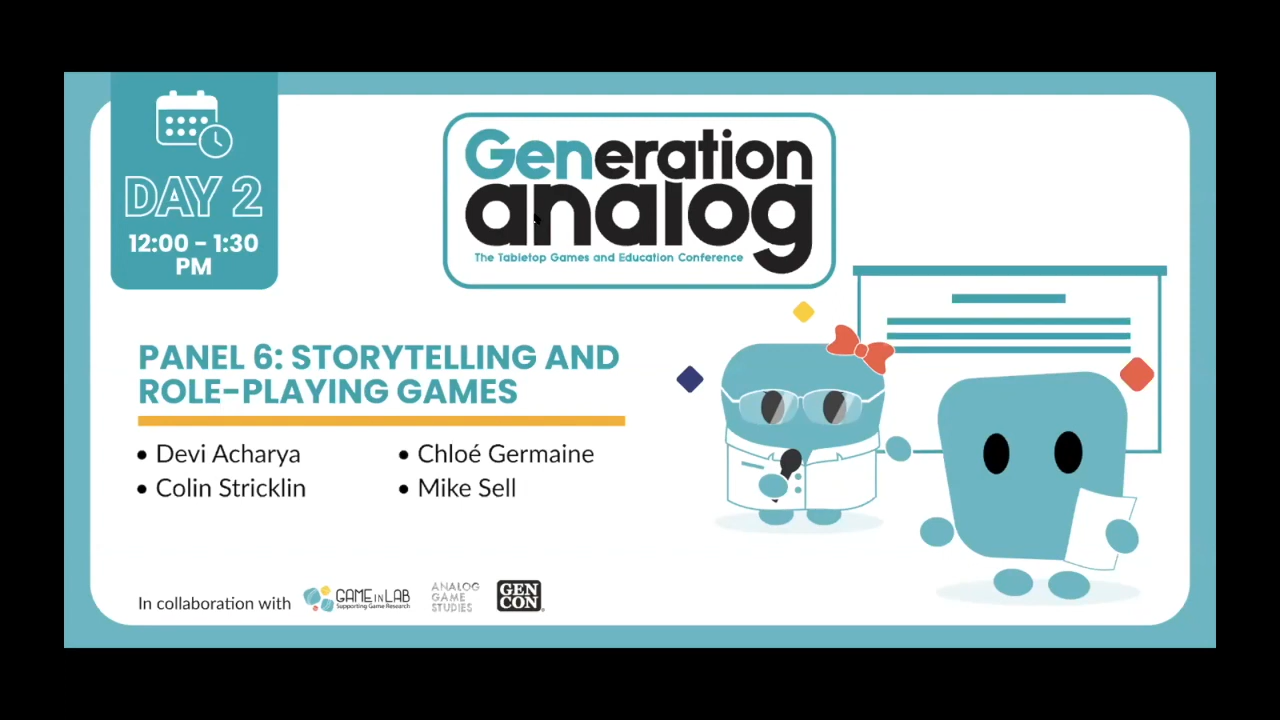 DAY 2
12:00 - 1:30
PM
Generation
analog
The Tabletop Games and Education Conference
PANEL 6: STORYTELLING AND
ROLE-PLAYING GAMES
• Devi Acharya
• Colin Stricklin
• Chloé Germaine
• Mike Sell
In collaboration with
GAME IN LAB
Supporting Game Research
ANALOG
GAME
STUDIES
GEN
CON